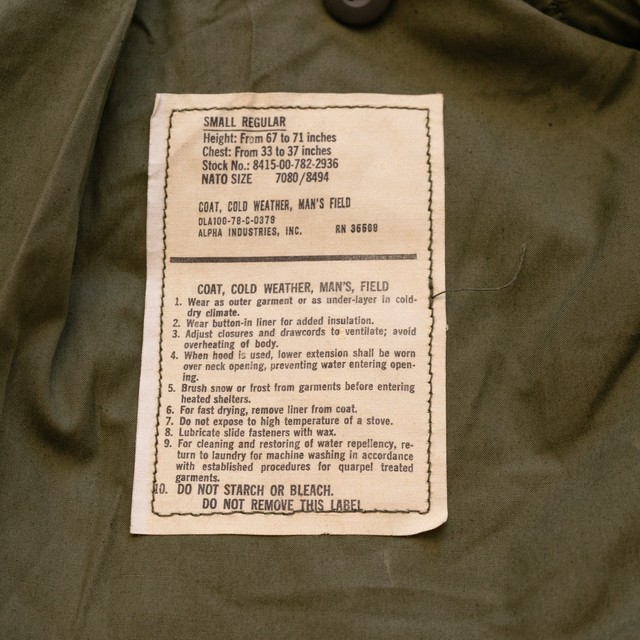 SMALL REGULAR
Height: From 67 to 71 inches
Chest: From 33 to 37 inches
Stock No.: 8415-00-782-2936
NATO SIZE 7080/8494
COAT, COLD WEATHER, MAN'S FIELD
DLA100-78-C-0379
ALPHA INDUSTRIES, INC. RN 36509
COAT, COLD WEATHER, MAN'S, FIELD
1. Wear as outer garment or as under-layer in cold-
dry climate.
2. Wear button-in liner for added insulation.
3. Adjust closures and drawcords to ventilate; avoid
overheating of body.
4. When hood is used, lower extension shall be worn
over neck opening, preventing water entering open-
ing.
5. Brush snow or frost from garments before entering
heated shelters.
6. For fast drying, remove liner from coat.
7. Do not expose to high temperature of a stove.
8. Lubricate slide fasteners with wax.
9. For cleaning and restoring of water repellency, re-
turn to laundry for machine washing in accordance
with established procedures for quarpel treated
garments.
10. DO NOT STARCH OR BLEACH.
DO NOT REMOVE THIS LABEL